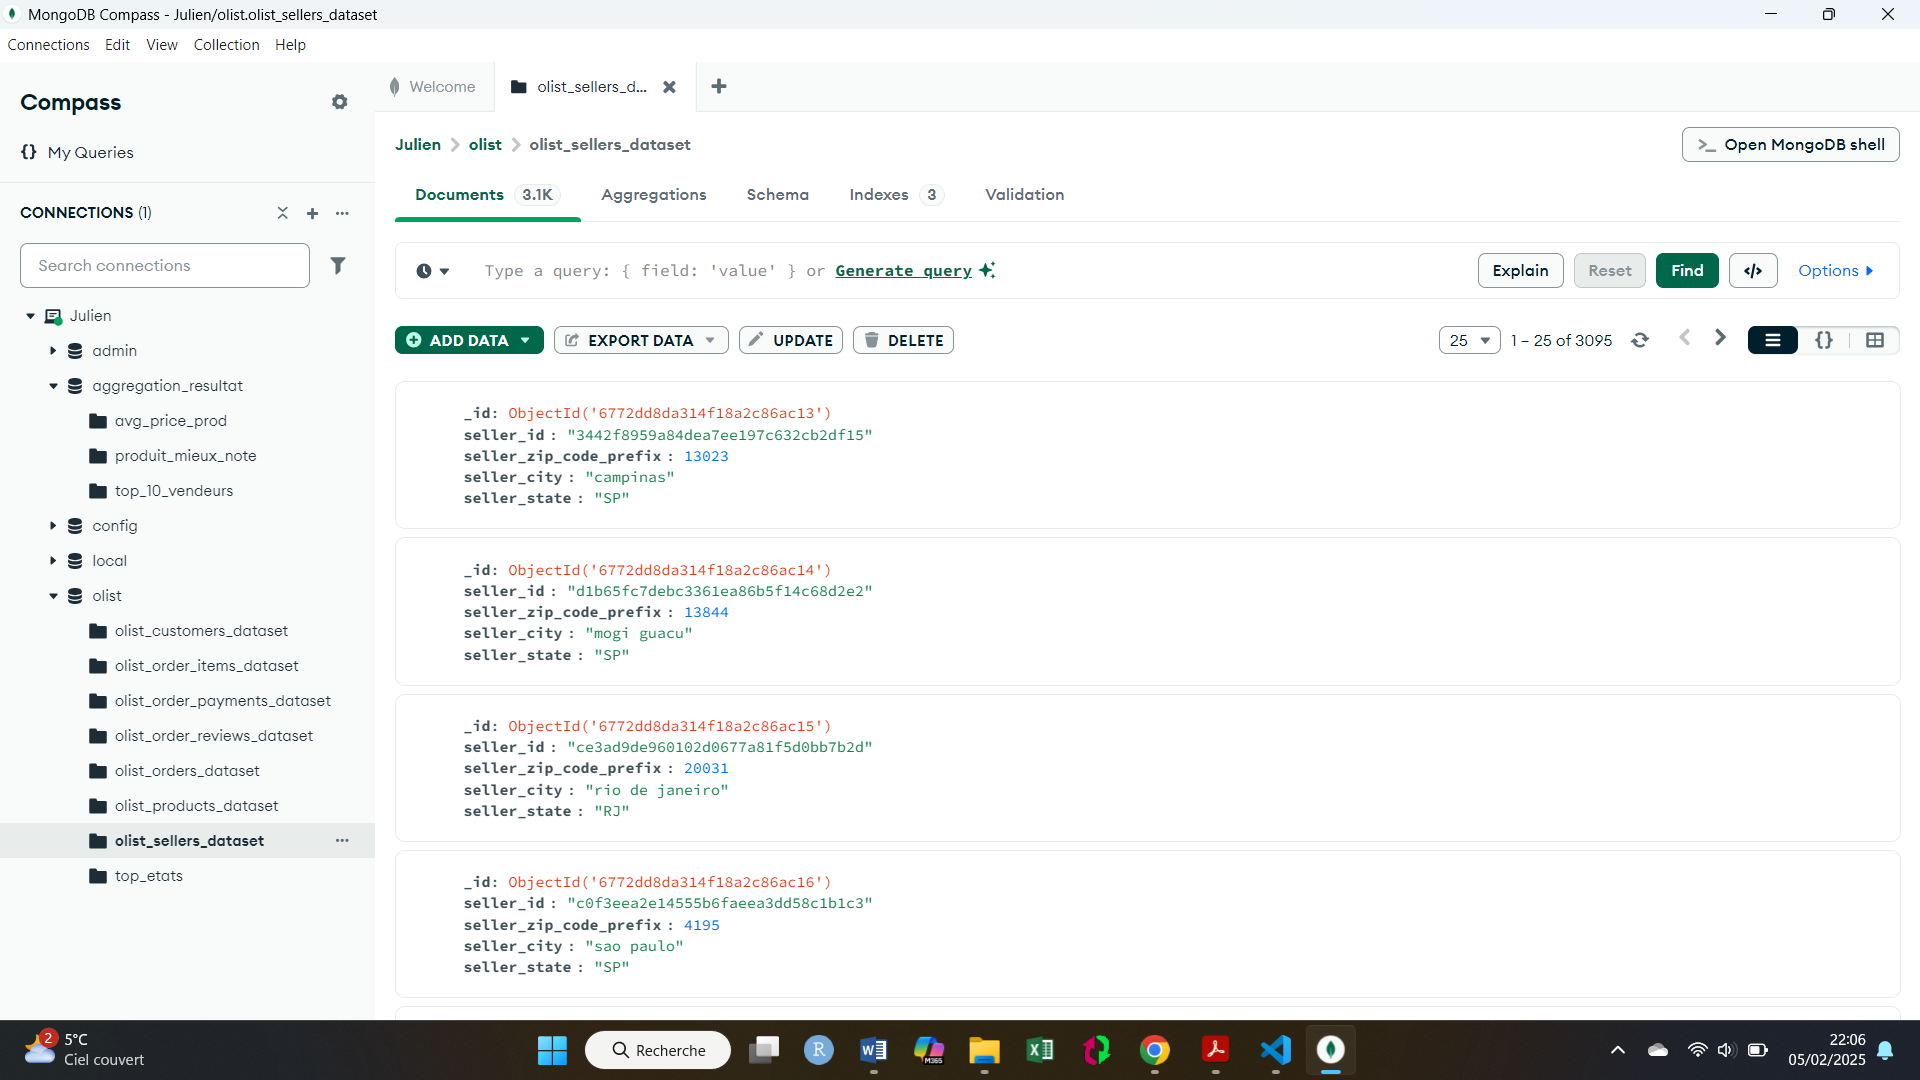 MongoDB Compass - Julien/olist.olist_sellers_dataset
Connections Edit View Collection Help
Compass
{} My Queries
CONNECTIONS (1)
Search connections
Julien
admin
aggregation_resultat
avg_price_prod
produit_mieux_note
top_10_vendeurs
config
local
olist
olist_customers_dataset
olist_order_items_dataset
olist_order_payments_dataset
olist_order_reviews_dataset
olist_orders_dataset
olist_products_dataset
olist_sellers_dataset
top_etats
Welcome
olist_sellers_d...
Julien > olist > olist_sellers_dataset
>_ Open MongoDB shell
Documents 3.1K Aggregations Schema Indexes 3 Validation
Type a query: { field: 'value' } or Generate query
Explain Reset Find </> Options
ADD DATA EXPORT DATA UPDATE DELETE
25 1 – 25 of 3095 {}
_id: ObjectId('6772dd8da314f18a2c86ac13')
seller_id : "3442f8959a84dea7ee197c632cb2df15"
seller_zip_code_prefix : 13023
seller_city : "campinas"
seller_state : "SP"
_id: ObjectId('6772dd8da314f18a2c86ac14')
seller_id : "d1b65fc7debc3361ea86b5f14c68d2e2"
seller_zip_code_prefix : 13844
seller_city : "mogi guacu"
seller_state : "SP"
_id: ObjectId('6772dd8da314f18a2c86ac15')
seller_id : "ce3ad9de960102d0677a81f5d0bb7b2d"
seller_zip_code_prefix : 20031
seller_city : "rio de janeiro"
seller_state : "RJ"
_id: ObjectId('6772dd8da314f18a2c86ac16')
seller_id : "c0f3eea2e14555b6faeea3dd58c1b1c3"
seller_zip_code_prefix : 4195
seller_city : "sao paulo"
seller_state : "SP"
2
5°C
Ciel couvert
Recherche
R
W
M365
22:06
05/02/2025